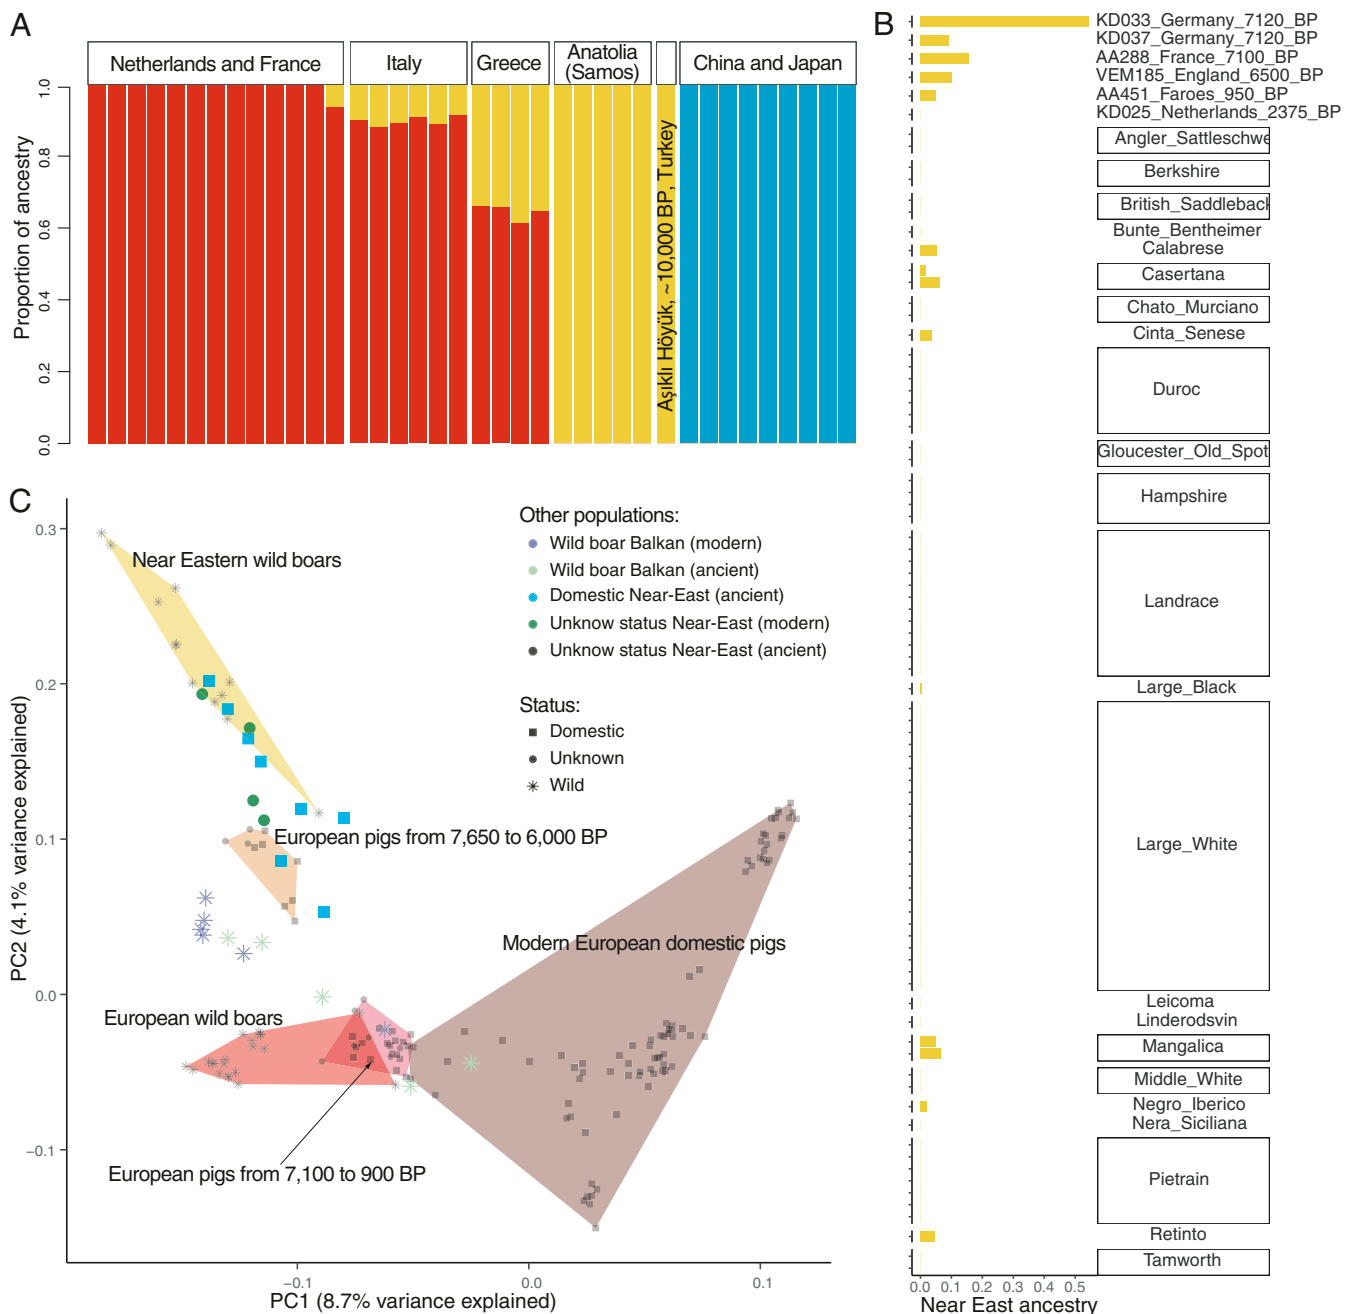 A
Netherlands and France
Italy
Greece
Anatolia
(Samos)
China and Japan
Proportion of ancestry
1.0
0.8
0.6
0.4
0.2
0.0
Aşıklı Höyük, ~10,000 BP, Turkey
B
KD033_Germany_7120_BP
KD037_Germany_7120_BP
AA288_France_7100_BP
VEM185_England_6500_BP
AA451_Faroes_950_BP
KD025_Netherlands_2375_BP
Angler_Sattleschwe
Berkshire
British_Saddleback
Bunte_Bentheimer
Calabrese
Casertana
Chato_Murciano
Cinta_Senese
Duroc
Gloucester_Old_Spot
Hampshire
Landrace
Large_Black
Large_White
Leicoma
Linderodsvin
Mangalica
Middle_White
Negro_Iberico
Nera_Siciliana
Pietrain
Retinto
Tamworth
0.0 0.1 0.2 0.3 0.4 0.5
Near East ancestry
C
Other populations:
Wild boar Balkan (modern)
Wild boar Balkan (ancient)
Domestic Near-East (ancient)
Unknow status Near-East (modern)
Unknow status Near-East (ancient)
Status:
Domestic
Unknown
Wild
Near Eastern wild boars
European pigs from 7,650 to 6,000 BP
Modern European domestic pigs
European wild boars
European pigs from 7,100 to 900 BP
PC2 (4.1% variance explained)
0.3
0.2
0.1
0.0
−0.1
−0.1 0.0 0.1
PC1 (8.7% variance explained)